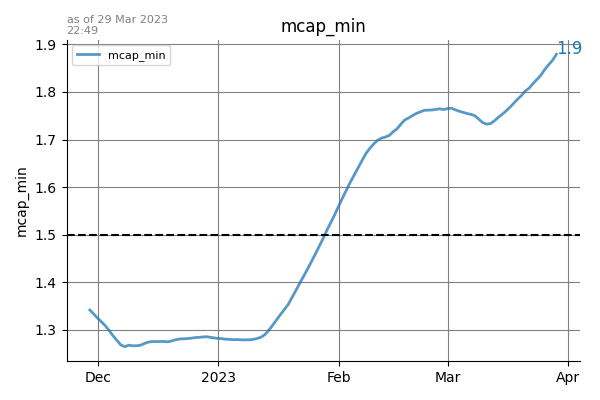 as of 29 Mar 2023
22:49
mcap_min
1.9
mcap_min
1.9
1.8
1.7
1.6
1.5
1.4
1.3
mcap_min
Dec
2023
Feb
Mar
Apr